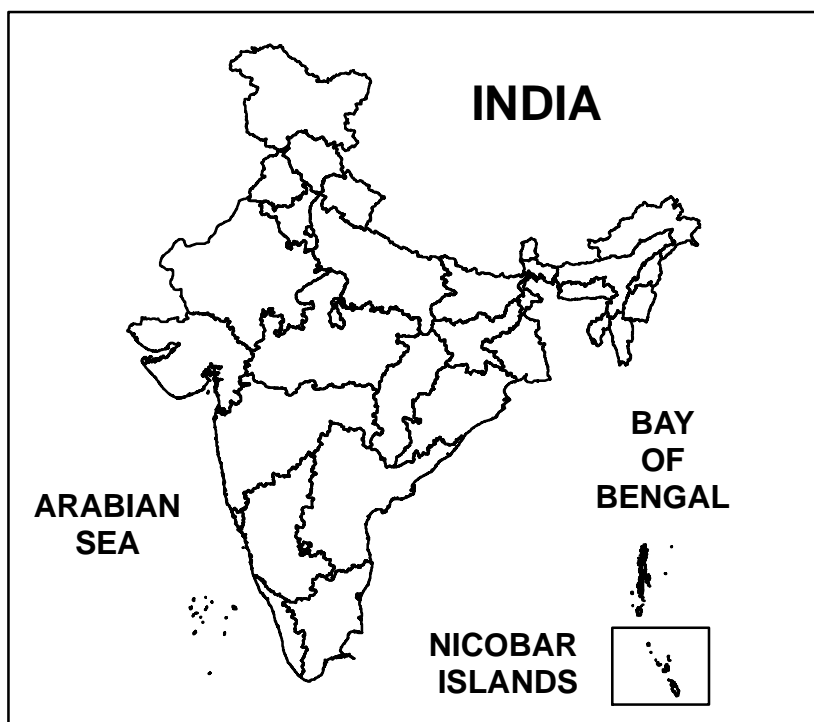 INDIA
BAY
OF
BENGAL
ARABIAN
SEA
NICOBAR
ISLANDS